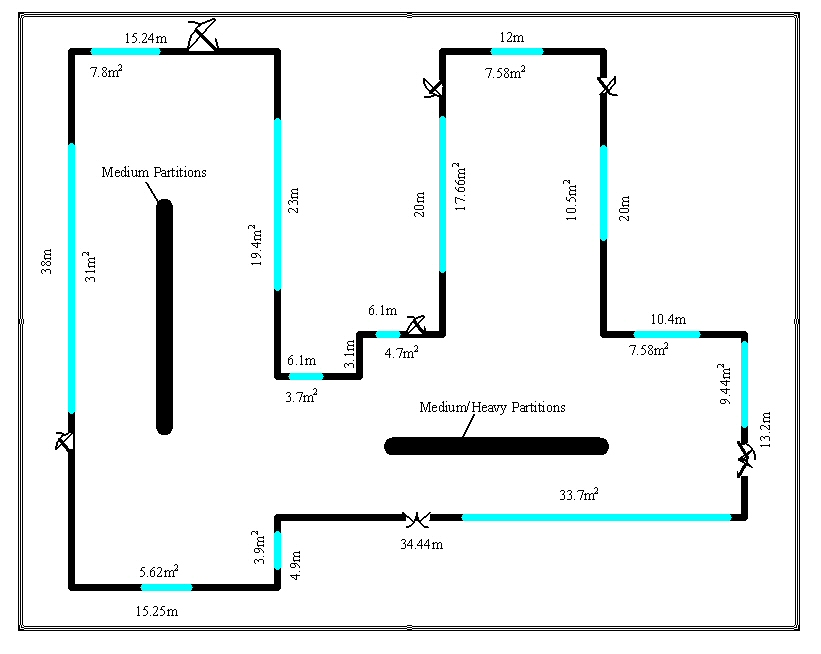 15.24m
12m
7.8m²
7.58m²
Medium Partitions
23m
20m
17.66m²
10.5m²
20m
38m
31m²
19.4m²
6.1m
10.4m
6.1m
3.1m
4.7m²
7.58m²
3.7m²
9.44m²
Medium/Heavy Partitions
13.2m
33.7m²
3.9m²
4.9m
34.44m
5.62m²
15.25m